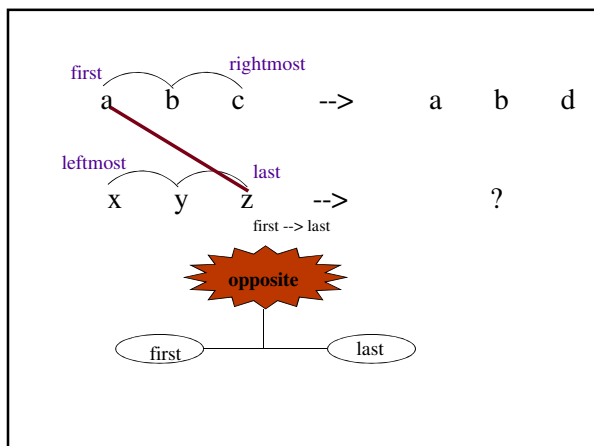 first rightmost
a b c --> a b d
leftmost last
x y z --> ?
first --> last
opposite
first last